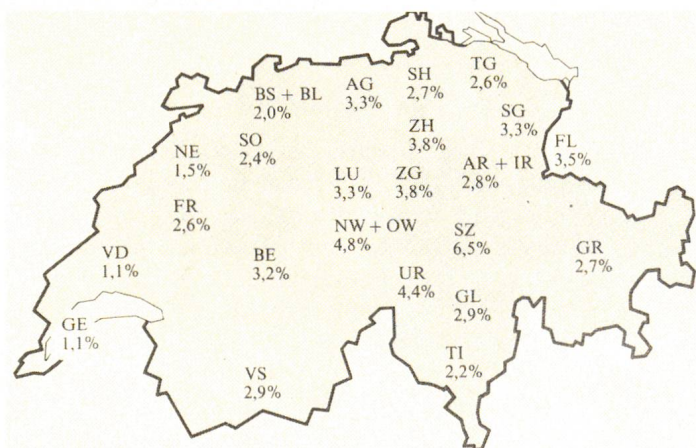 SH
2,7%
TG
2,6%
BS + BL
2,0%
AG
3,3%
SG
3,3%
ZH
3,8%
SO
2,4%
FL
3,5%
NE
1,5%
AR + IR
2,8%
LU
3,3%
ZG
3,8%
FR
2,6%
NW + OW
4,8%
SZ
6,5%
VD
1,1%
BE
3,2%
GR
2,7%
UR
4,4%
GL
2,9%
GE
1,1%
TI
2,2%
VS
2,9%